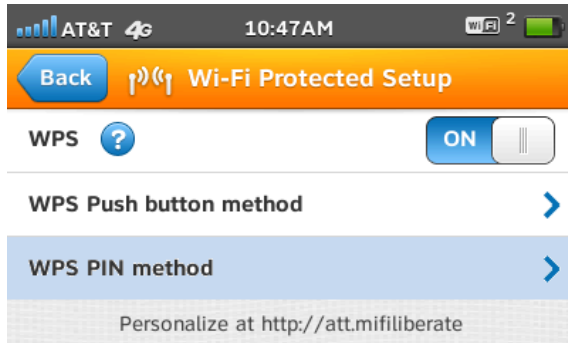 AT&T 4G 10:47AM WiFi 2
Back Wi-Fi Protected Setup
WPS ? ON
WPS Push button method
WPS PIN method
Personalize at http://att.mifiliberate